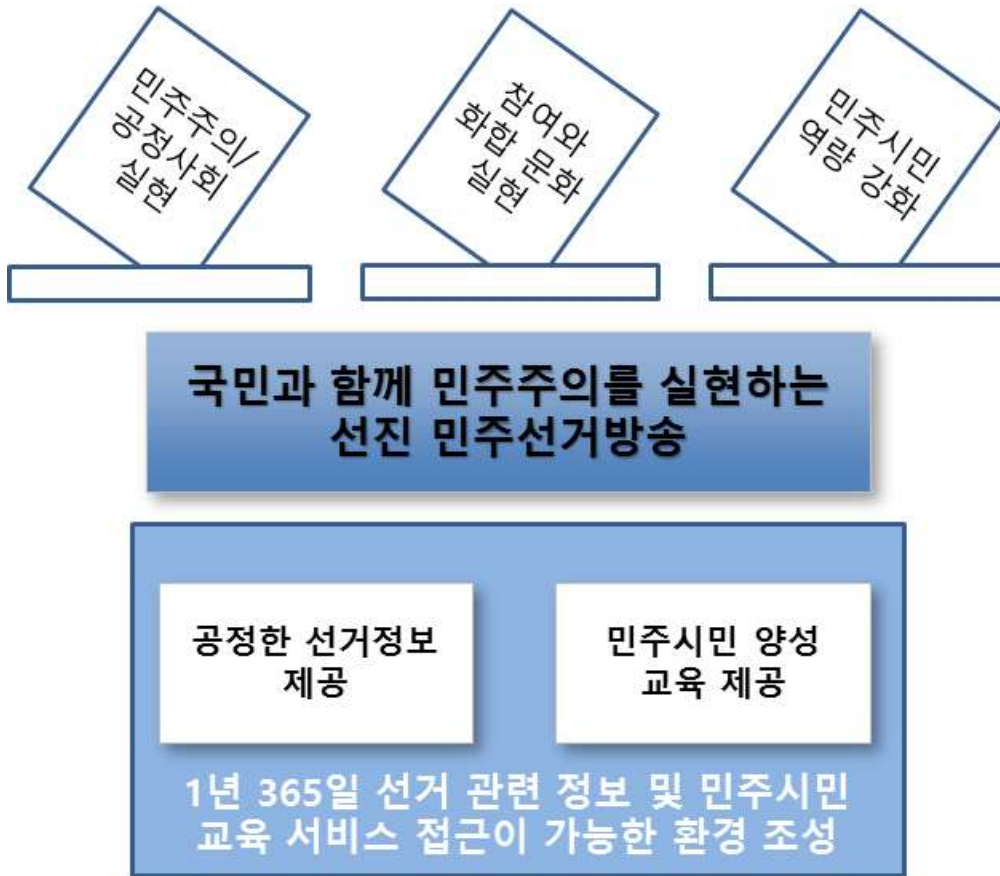 민주주의/
공정사회
실현
참여와
화합 문화
실현
민주시민
역량 강화
국민과 함께 민주주의를 실현하는
선진 민주선거방송
공정한 선거정보
제공
민주시민 양성
교육 제공
1년 365일 선거 관련 정보 및 민주시민
교육 서비스 접근이 가능한 환경 조성